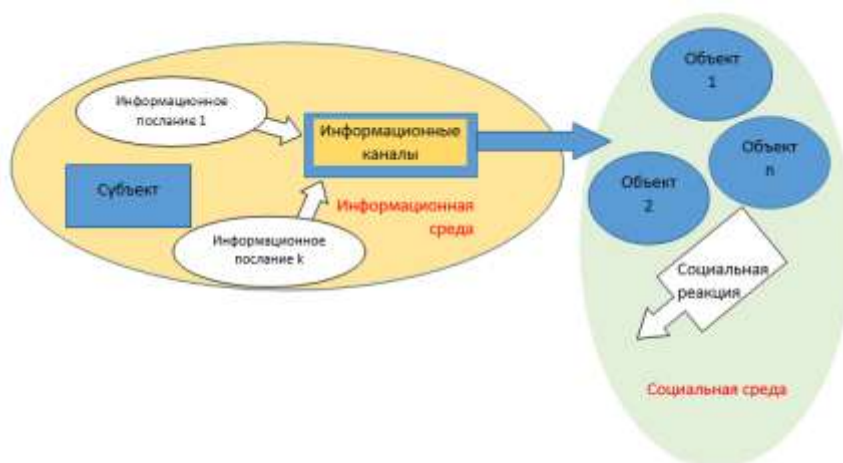 Информационное
послание 1
Информационные
каналы
Субъект
Информационная
среда
Информационное
послание k
Объект
1
Объект
n
Объект
2
Социальная
реакция
Социальная среда